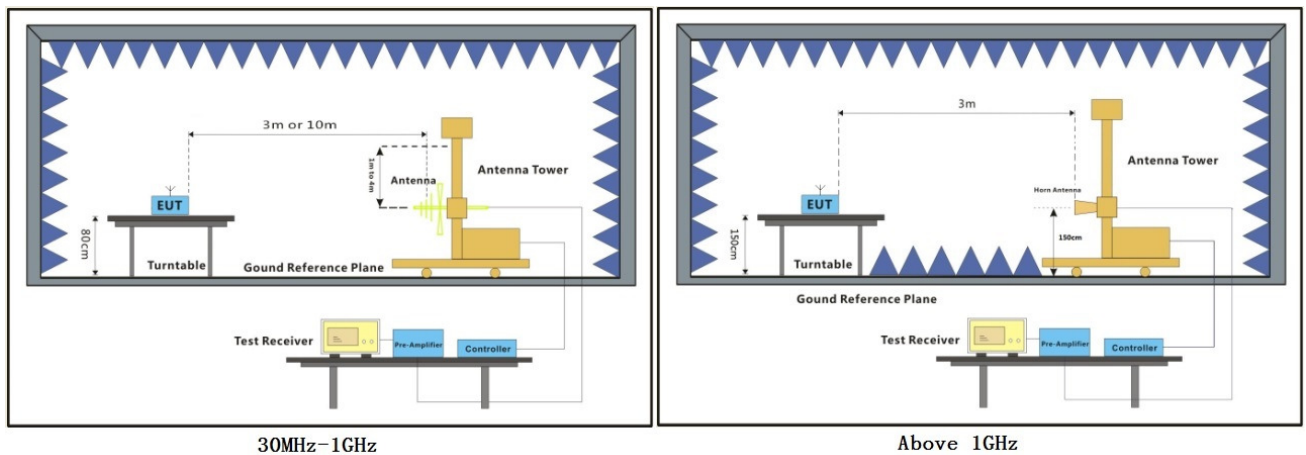 3m or 10m
1m to 4m
Antenna
Antenna Tower
EUT
80cm
Turntable
Gound Reference Plane
Test Receiver
Pre-Amplifier
Controller
30MHz-1GHz
3m
Antenna Tower
Horn Antenna
EUT
150cm
150cm
Turntable
Gound Reference Plane
Test Receiver
Pre-Amplifier
Controller
Above 1GHz